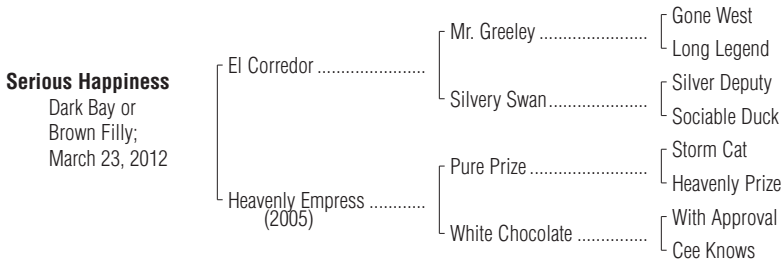 Serious Happiness
Dark Bay or
Brown Filly;
March 23, 2012
El Corredor ........................
Heavenly Empress ............
(2005)
Mr. Greeley ........................
Silvery Swan......................
Pure Prize ..........................
White Chocolate ................
Gone West
Long Legend
Silver Deputy
Sociable Duck
Storm Cat
Heavenly Prize
With Approval
Cee Knows